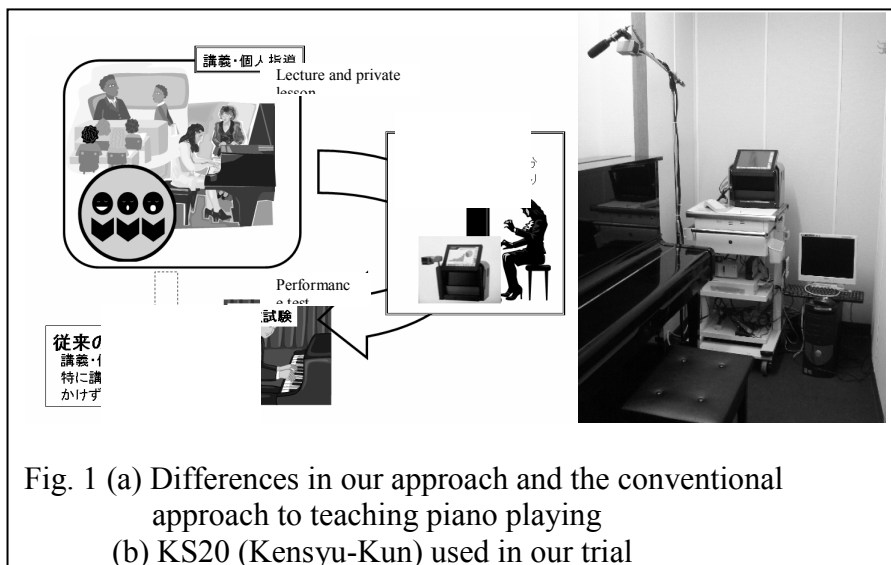 講義・個人指導
Lecture and private
lesson
分
り
Performanc
e test
試験
従来の
講義・
特に講
かけず
Fig. 1 (a) Differences in our approach and the conventional
approach to teaching piano playing
(b) KS20 (Kensyu-Kun) used in our trial